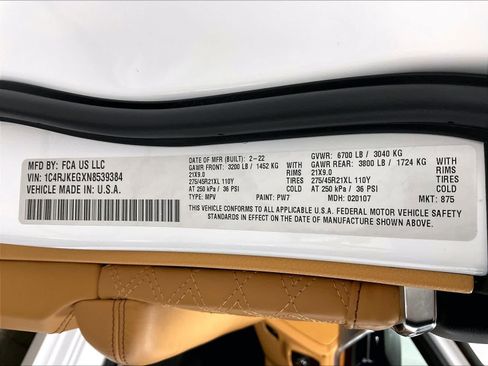 MFD BY: FCA US LLC
VIN: 1C4RJKEGXN8539384
VEHICLE MADE IN: U.S.A.
DATE OF MFR (BUILT): 2-22
GAWR FRONT: 3200 LB / 1452 KG
21X9.0 RIMS
275/45R21XL 110Y TIRES
AT 250 kPa / 36 PSI
TYPE: MPV PAINT: PW7
GVWR: 6700 LB / 3040 KG
GAWR REAR: 3800 LB / 1724 KG
21X9.0 RIMS
275/45R21XL 110Y TIRES
AT 250 kPa / 36 PSI
MDH: 020107 MKT: 875
THIS VEHICLE CONFORMS TO ALL APPLICABLE U.S.A. FEDERAL MOTOR VEHICLE SAFETY
STANDARDS IN EFFECT ON THE DATE OF MANUFACTURE SHOWN ABOVE.